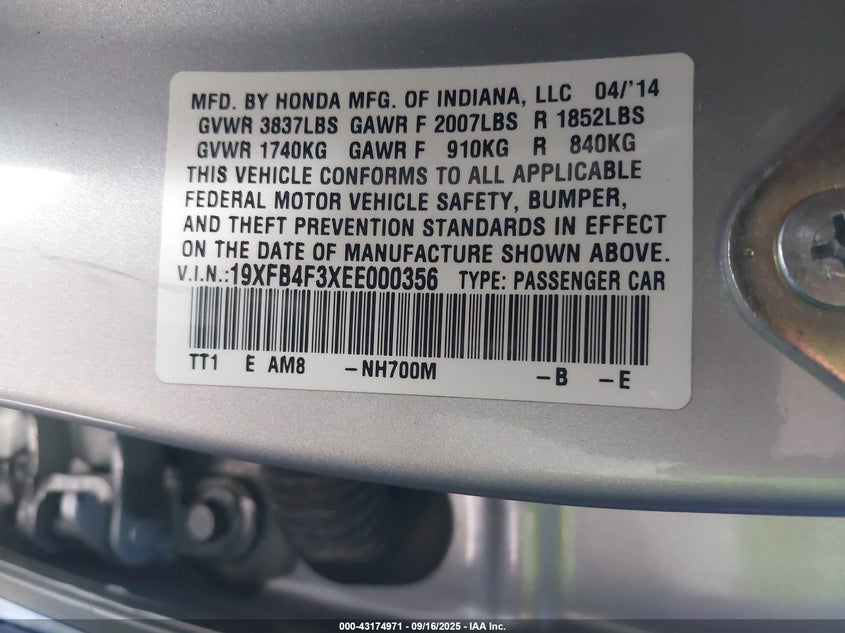 MFD. BY HONDA MFG. OF INDIANA, LLC 04/'14
GVWR 3837LBS GAWR F 2007LBS R 1852LBS
GVWR 1740KG GAWR F 910KG R 840KG
THIS VEHICLE CONFORMS TO ALL APPLICABLE
FEDERAL MOTOR VEHICLE SAFETY, BUMPER,
AND THEFT PREVENTION STANDARDS IN EFFECT
ON THE DATE OF MANUFACTURE SHOWN ABOVE.
V.I.N.:19XFB4F3XEE000356 TYPE: PASSENGER CAR
TT1 E AM8 -NH700M -B -E
000-43174971 - 09/16/2025 - IAA Inc.